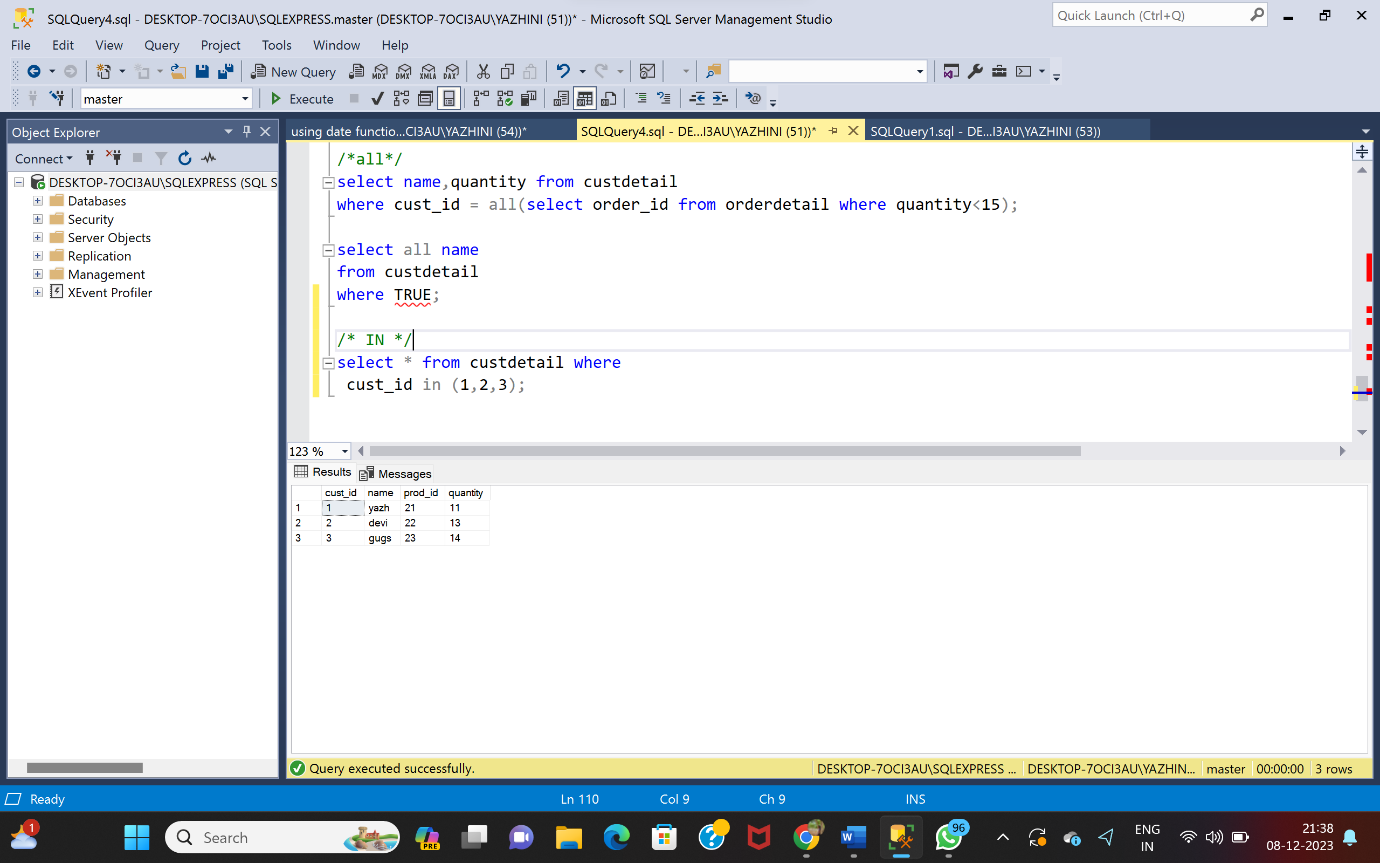 SQLQuery4.sql - DESKTOP-7OCI3AU\SQLEXPRESS.master (DESKTOP-7OCI3AU\YAZHINI (51))* - Microsoft SQL Server Management Studio
Quick Launch (Ctrl+Q)
File Edit View Query Project Tools Window Help
New Query MDX DMX XMLA DAX
master Execute
Object Explorer
using date functio...CI3AU\YAZHINI (54))* SQLQuery4.sql - DE...I3AU\YAZHINI (51))* SQLQuery1.sql - DE...I3AU\YAZHINI (53))
Connect
DESKTOP-7OCI3AU\SQLEXPRESS (SQL S
Databases
Security
Server Objects
Replication
Management
XEvent Profiler
/*all*/
select name,quantity from custdetail
where cust_id = all(select order_id from orderdetail where quantity<15);
select all name
from custdetail
where TRUE;
/* IN */
select * from custdetail where
cust_id in (1,2,3);
123 %
Results Messages
cust_id name prod_id quantity
1 1 yazh 21 11
2 2 devi 22 13
3 3 gugs 23 14
Query executed successfully. DESKTOP-7OCI3AU\SQLEXPRESS ... DESKTOP-7OCI3AU\YAZHIN... master 00:00:00 3 rows
Ready Ln 110 Col 9 Ch 9 INS
1 Search PRE 96 ENG IN 21:38
08-12-2023